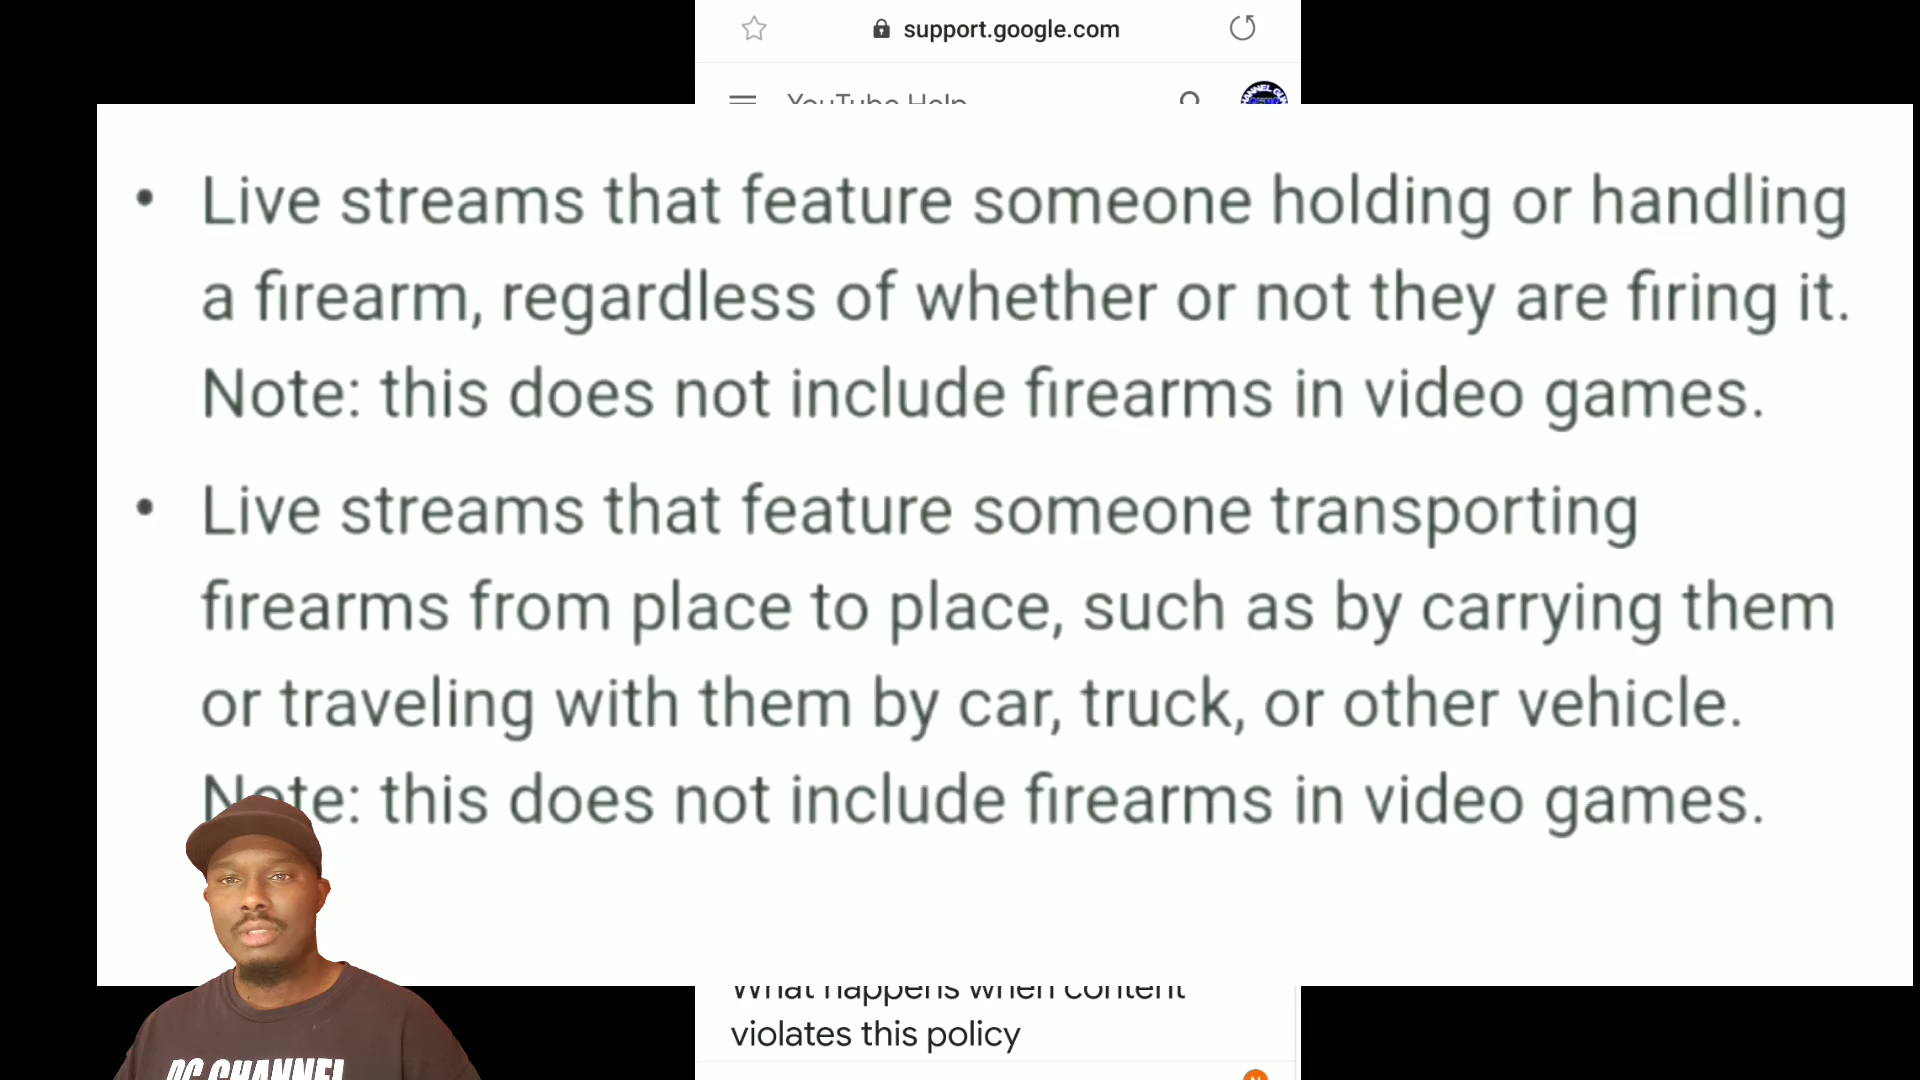 support.google.com
YouTube Help
• Live streams that feature someone holding or handling
a firearm, regardless of whether or not they are firing it.
Note: this does not include firearms in video games.
• Live streams that feature someone transporting
firearms from place to place, such as by carrying them
or traveling with them by car, truck, or other vehicle.
Note: this does not include firearms in video games.
What happens when content
violates this policy
CHANNEL